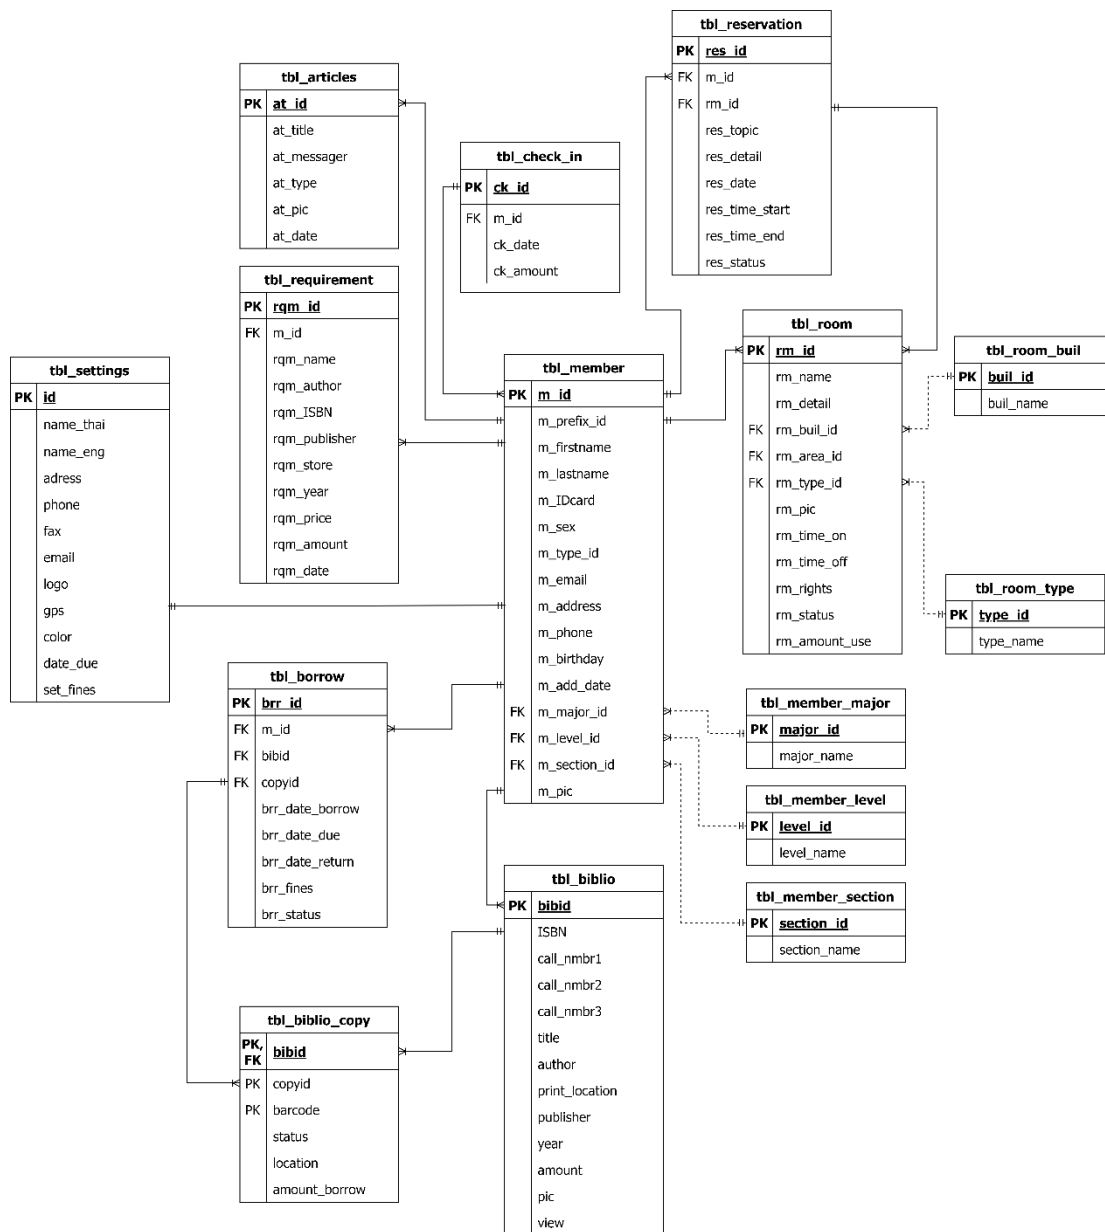 tbl_reservation
PK res_id
FK m_id
FK rm_id
res_topic
res_detail
res_date
res_time_start
res_time_end
res_status
tbl_articles
PK at_id
at_title
at_messager
at_type
at_pic
at_date
tbl_check_in
PK ck_id
FK m_id
ck_date
ck_amount
tbl_requirement
PK rqm_id
FK m_id
rqm_name
rqm_author
rqm_ISBN
rqm_publisher
rqm_store
rqm_year
rqm_price
rqm_amount
rqm_date
tbl_room
PK rm_id
rm_name
rm_detail
FK rm_buil_id
FK rm_area_id
FK rm_type_id
rm_pic
rm_time_on
rm_time_off
rm_rights
rm_status
rm_amount_use
tbl_room_buil
PK buil_id
buil_name
tbl_settings
PK id
name_thai
name_eng
adress
phone
fax
email
logo
gps
color
date_due
set_fines
tbl_member
PK m_id
m_prefix_id
m_firstname
m_lastname
m_IDcard
m_sex
m_type_id
m_email
m_address
m_phone
m_birthday
m_add_date
FK m_major_id
FK m_level_id
FK m_section_id
m_pic
tbl_room_type
PK type_id
type_name
tbl_borrow
PK brr_id
FK m_id
FK bibid
FK copyid
brr_date_borrow
brr_date_due
brr_date_return
brr_fines
brr_status
tbl_member_major
PK major_id
major_name
tbl_member_level
PK level_id
level_name
tbl_member_section
PK section_id
section_name
tbl_biblio
PK bibid
ISBN
call_nmbr1
call_nmbr2
call_nmbr3
title
author
print_location
publisher
year
amount
pic
view
tbl_biblio_copy
PK,
FK bibid
PK copyid
PK barcode
status
location
amount_borrow